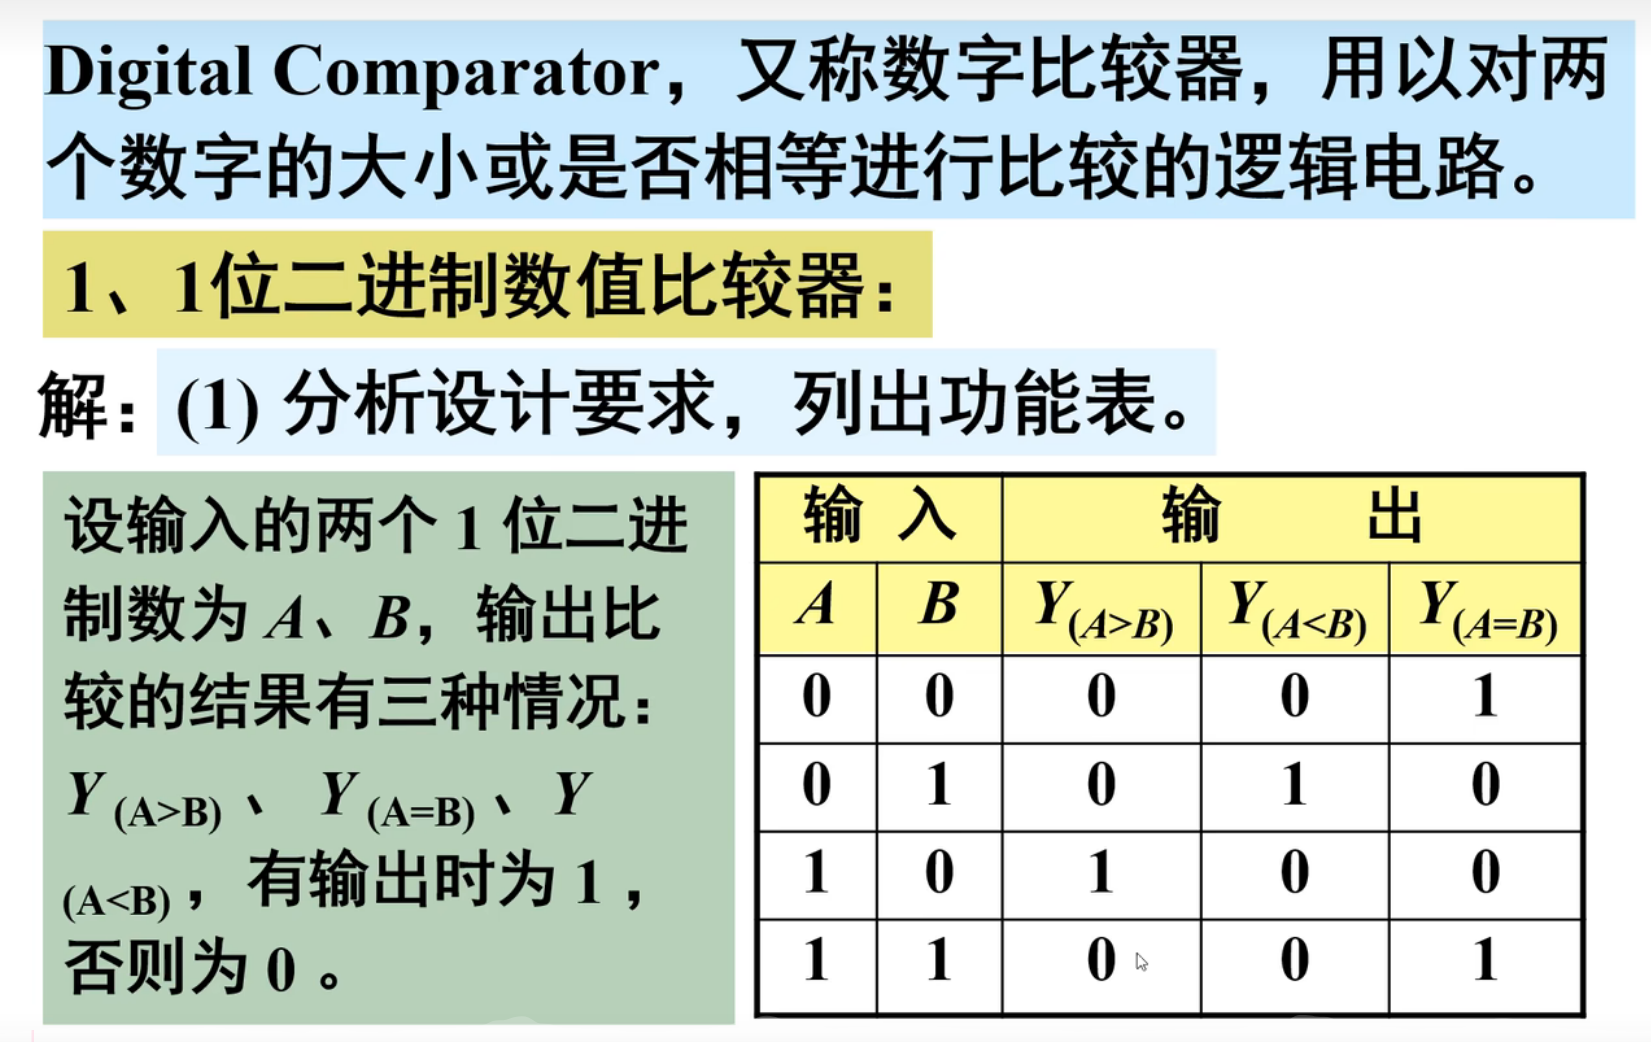 Digital Comparator，又称数字比较器，用以对两
个数字的大小或是否相等进行比较的逻辑电路。
1、1位二进制数值比较器：
解：(1) 分析设计要求，列出功能表。
设输入的两个 1 位二进
制数为 A、B，输出比
较的结果有三种情况：
Y (A>B) 、 Y (A=B) 、Y
(A<B) ，有输出时为 1 ，
否则为 0 。
输 入 输 出
A B Y(A>B) Y(A<B) Y(A=B)
0 0 0 0 1
0 1 0 1 0
1 0 1 0 0
1 1 0 0 1